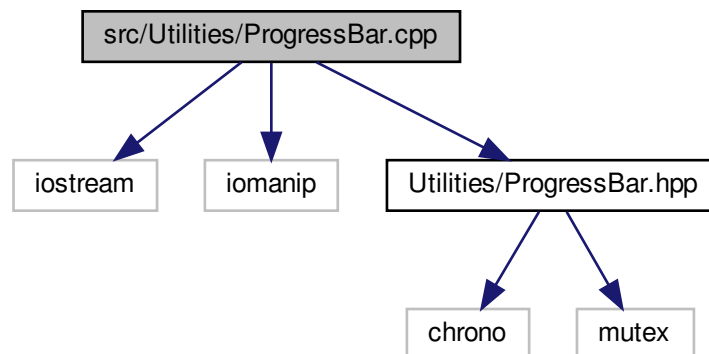 src/Utilities/ProgressBar.cpp
iostream
iomanip
Utilities/ProgressBar.hpp
chrono
mutex